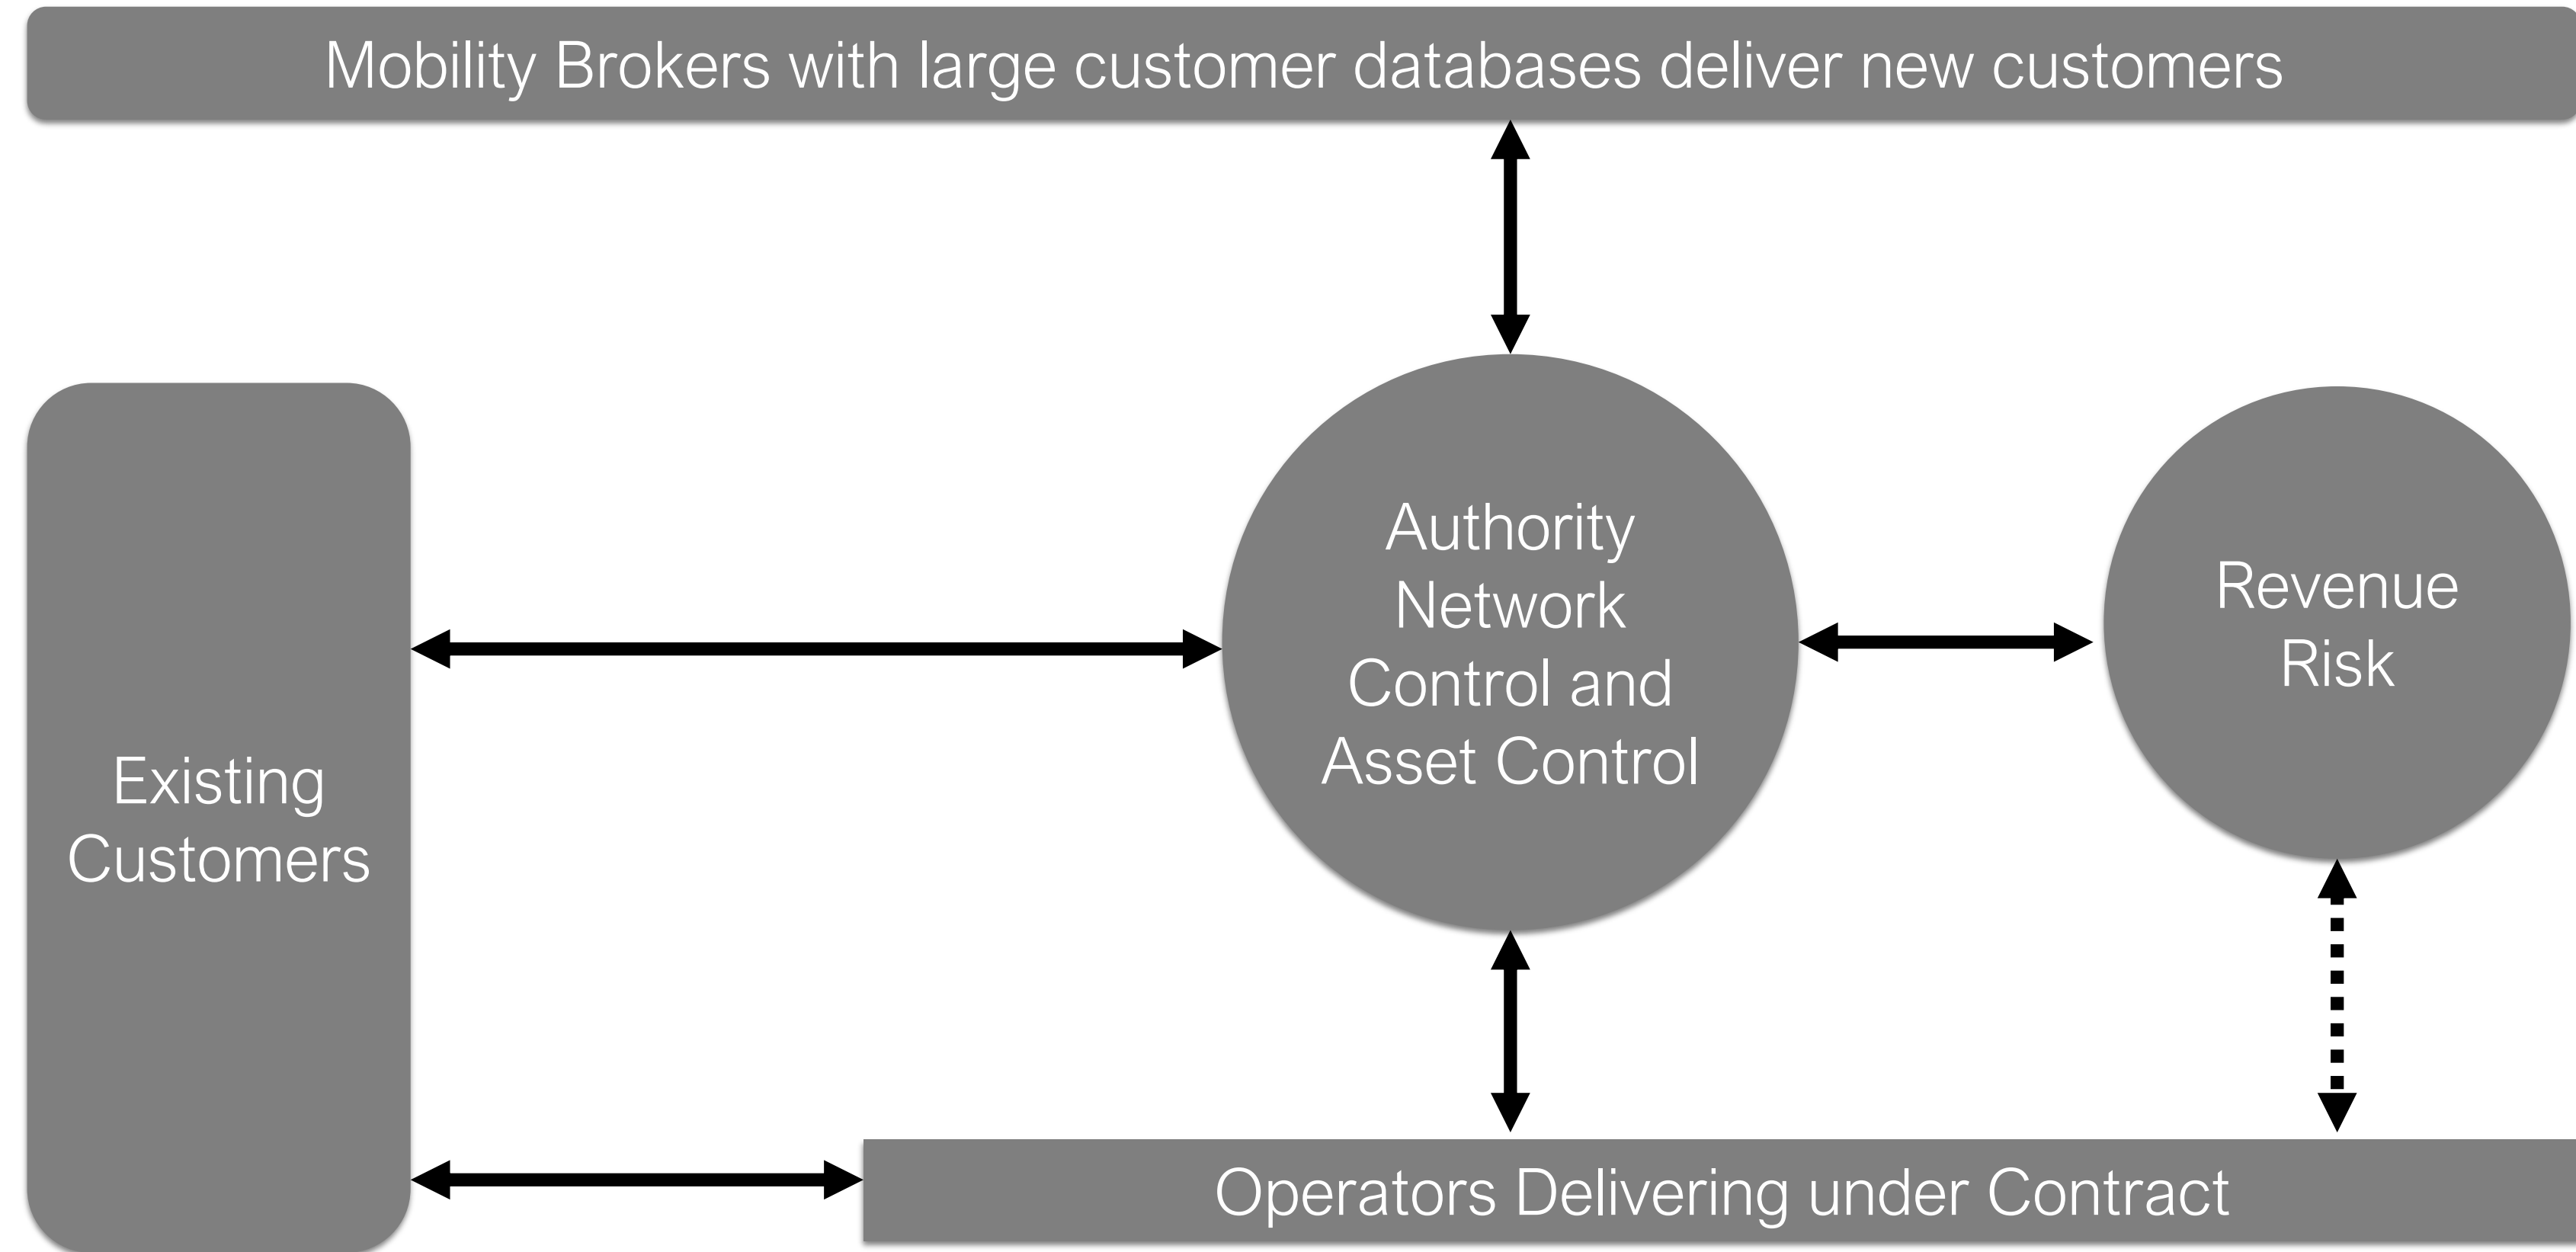 Mobility Brokers with large customer databases deliver new customers
Existing
Customers
Authority
Network
Control and
Asset Control
Revenue
Risk
Operators Delivering under Contract